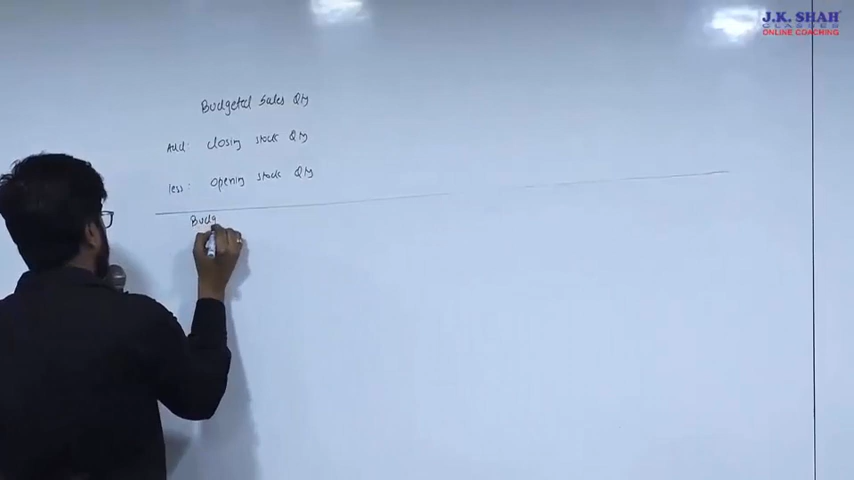 J.K. SHAH
CLASSES
ONLINE COACHING
Budgeted Sales Qty
Add: closing stock Qty
less: opening stock Qty
Budg